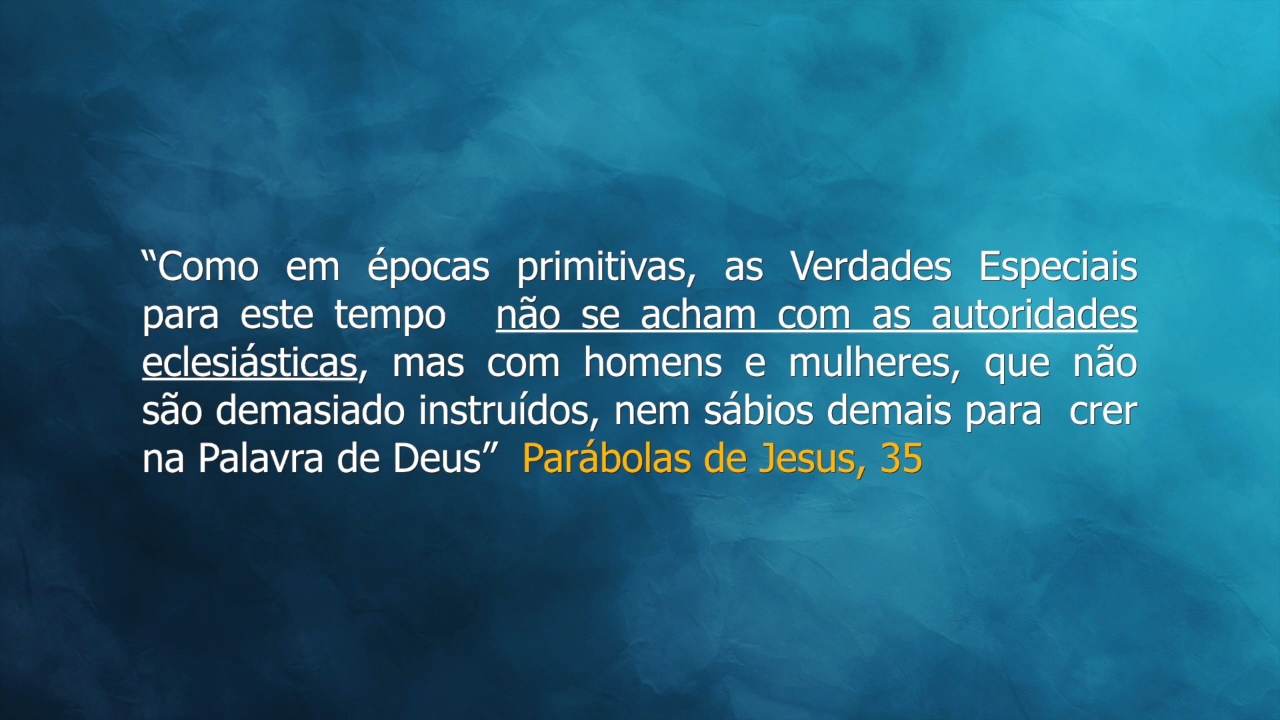 “Como em épocas primitivas, as Verdades Especiais
para este tempo não se acham com as autoridades
eclesiásticas, mas com homens e mulheres, que não
são demasiado instruídos, nem sábios demais para crer
na Palavra de Deus” Parábolas de Jesus, 35